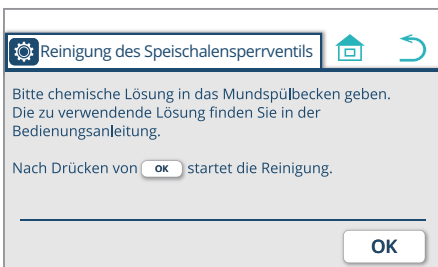 Reinigung des Speischalensperrventils
Bitte chemische Lösung in das Mundspülbecken geben.
Die zu verwendende Lösung finden Sie in der
Bedienungsanleitung.
Nach Drücken von OK startet die Reinigung.
OK